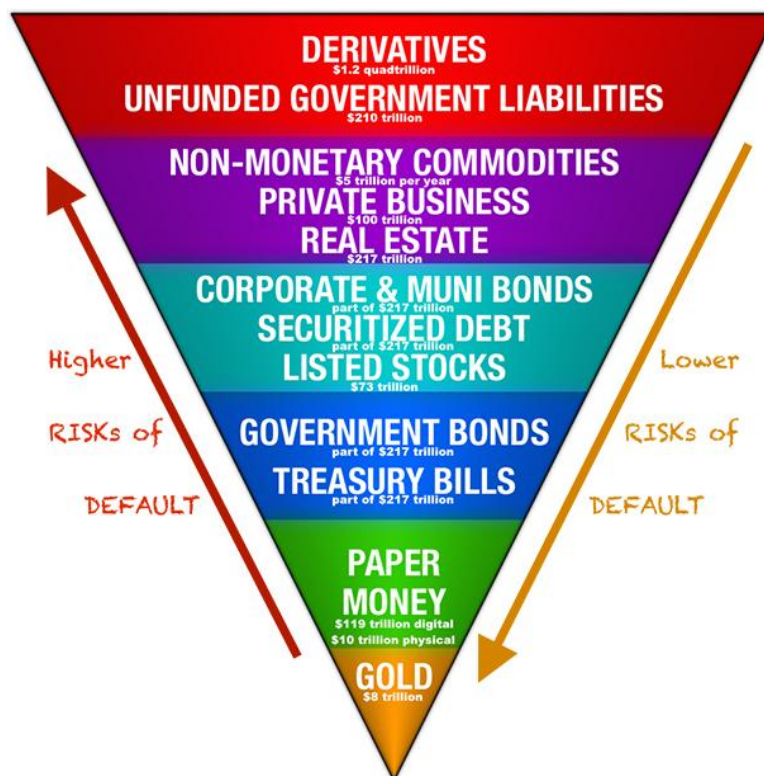 DERIVATIVES
$1.2 quadtrillion
UNFUNDED GOVERNMENT LIABILITIES
$210 trillion
NON-MONETARY COMMODITIES
$5 trillion per year
PRIVATE BUSINESS
$100 trillion
REAL ESTATE
$217 trillion
CORPORATE & MUNI BONDS
part of $217 trillion
SECURITIZED DEBT
part of $217 trillion
LISTED STOCKS
$73 trillion
GOVERNMENT BONDS
part of $217 trillion
TREASURY BILLS
part of $217 trillion
PAPER
MONEY
$119 trillion digital
$10 trillion physical
GOLD
$8 trillion
Higher
RISKs of
DEFAULT
Lower
RISKs of
DEFAULT